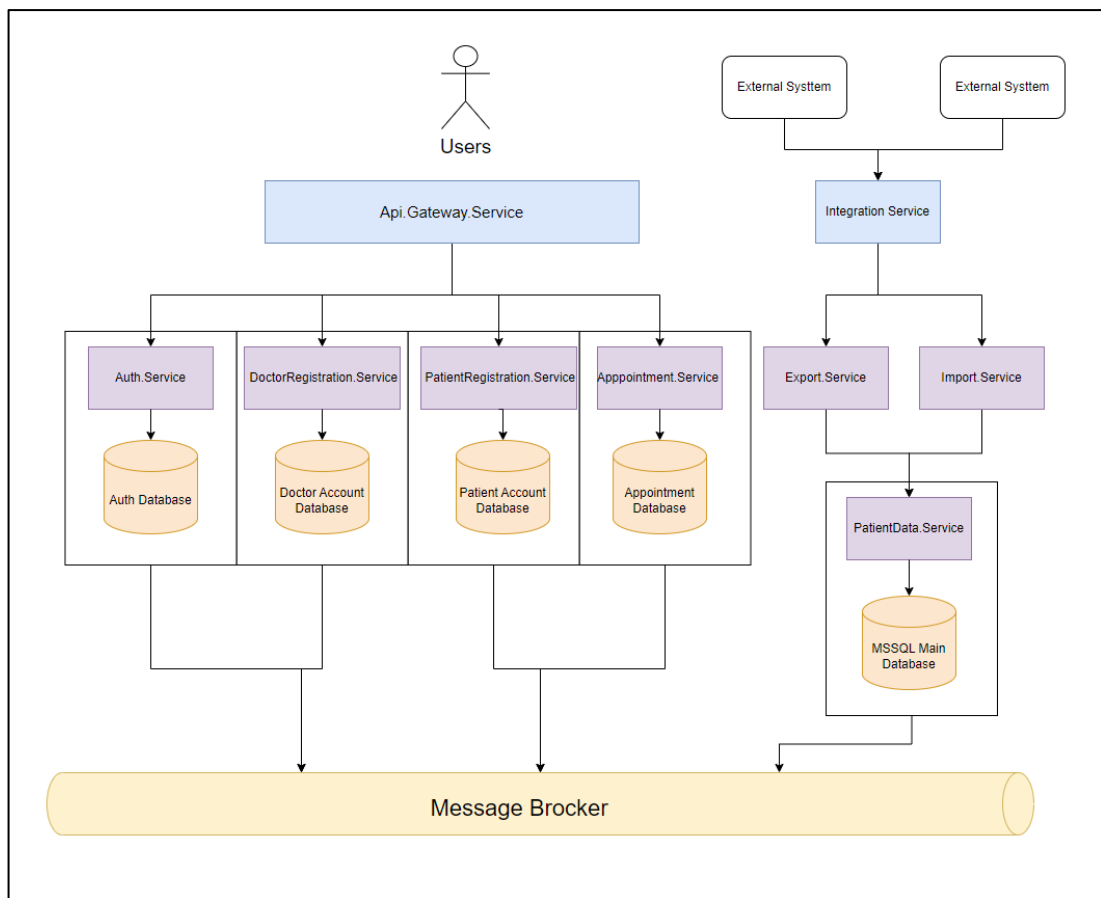 External Systtem
External Systtem
Users
Api.Gateway.Service
Integration Service
Auth.Service
DoctorRegistration.Service
PatientRegistration.Service
Apppointment.Service
Export.Service
Import.Service
Auth Database
Doctor Account
Database
Patient Account
Database
Appointment
Database
PatientData.Service
MSSQL Main
Database
Message Brocker